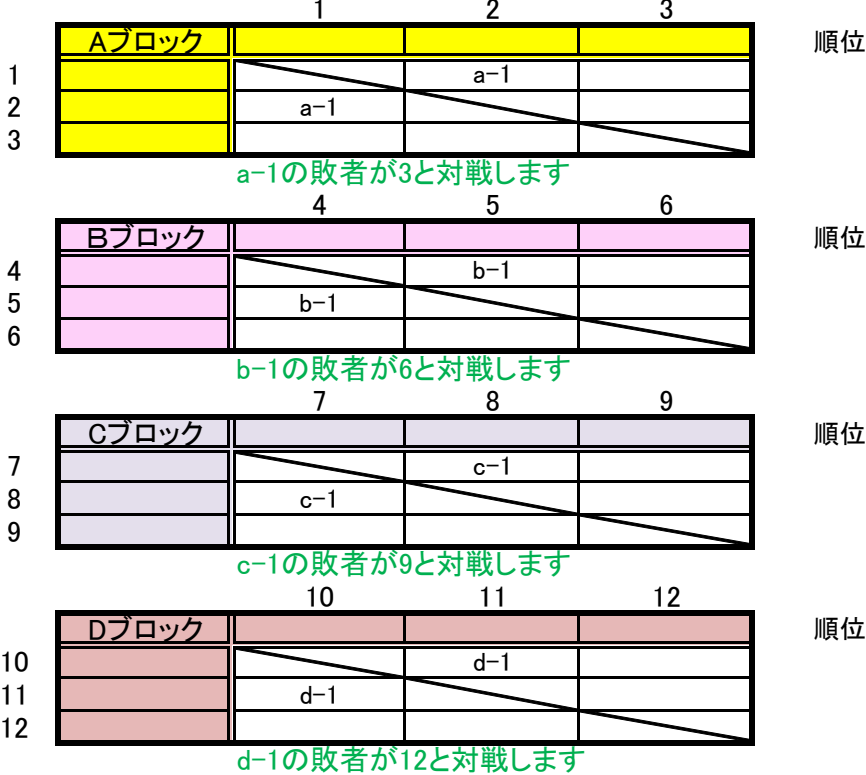 1 2 3
Aブロック 順位
1 a-1
2 a-1
3
a-1の敗者が3と対戦します
4 5 6
Bブロック 順位
4 b-1
5 b-1
6
b-1の敗者が6と対戦します
7 8 9
Cブロック 順位
7 c-1
8 c-1
9
c-1の敗者が9と対戦します
10 11 12
Dブロック 順位
10 d-1
11 d-1
12
d-1の敗者が12と対戦します